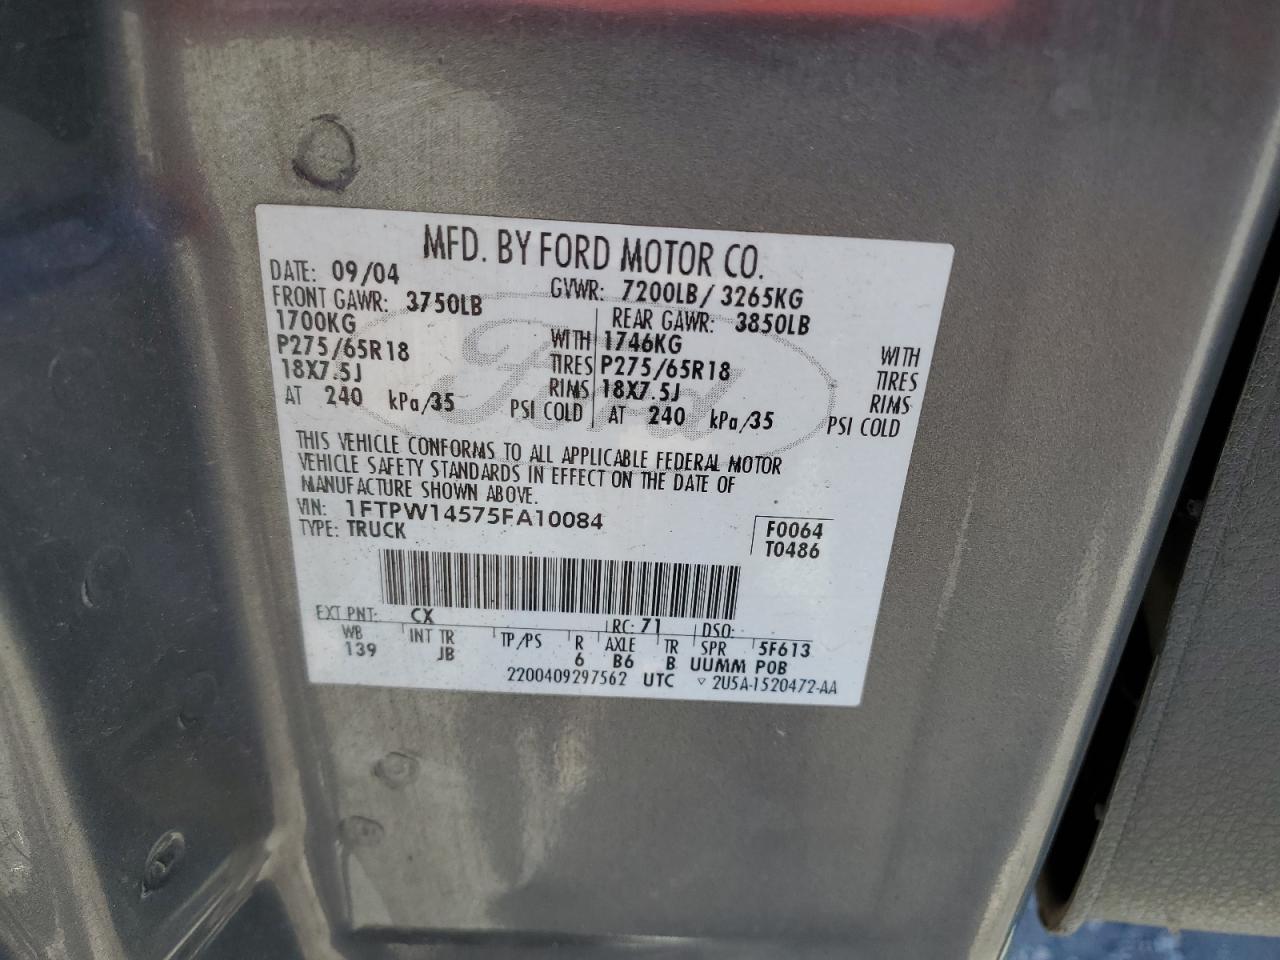 MFD. BY FORD MOTOR CO.
DATE: 09/04 GVWR: 7200LB/ 3265KG
FRONT GAWR: 3750LB REAR GAWR: 3850LB
1700KG WITH 1746KG WITH
P275/65R18 TIRES P275/65R18 TIRES
18X7.5J RIMS 18X7.5J RIMS
AT 240 kPa/35 PSI COLD AT 240 kPa/35 PSI COLD
Ford
THIS VEHICLE CONFORMS TO ALL APPLICABLE FEDERAL MOTOR
VEHICLE SAFETY STANDARDS IN EFFECT ON THE DATE OF
MANUFACTURE SHOWN ABOVE.
VIN: 1FTPW14575FA10084 F0064
TYPE: TRUCK T0486
EXT PNT: CX RC: 71 DSO:
WB INT TR TP/PS R AXLE TR SPR 5F613
139 JB 6 B6 B UUMM POB
2200409297562 UTC ▽ 2U5A-1520472-AA